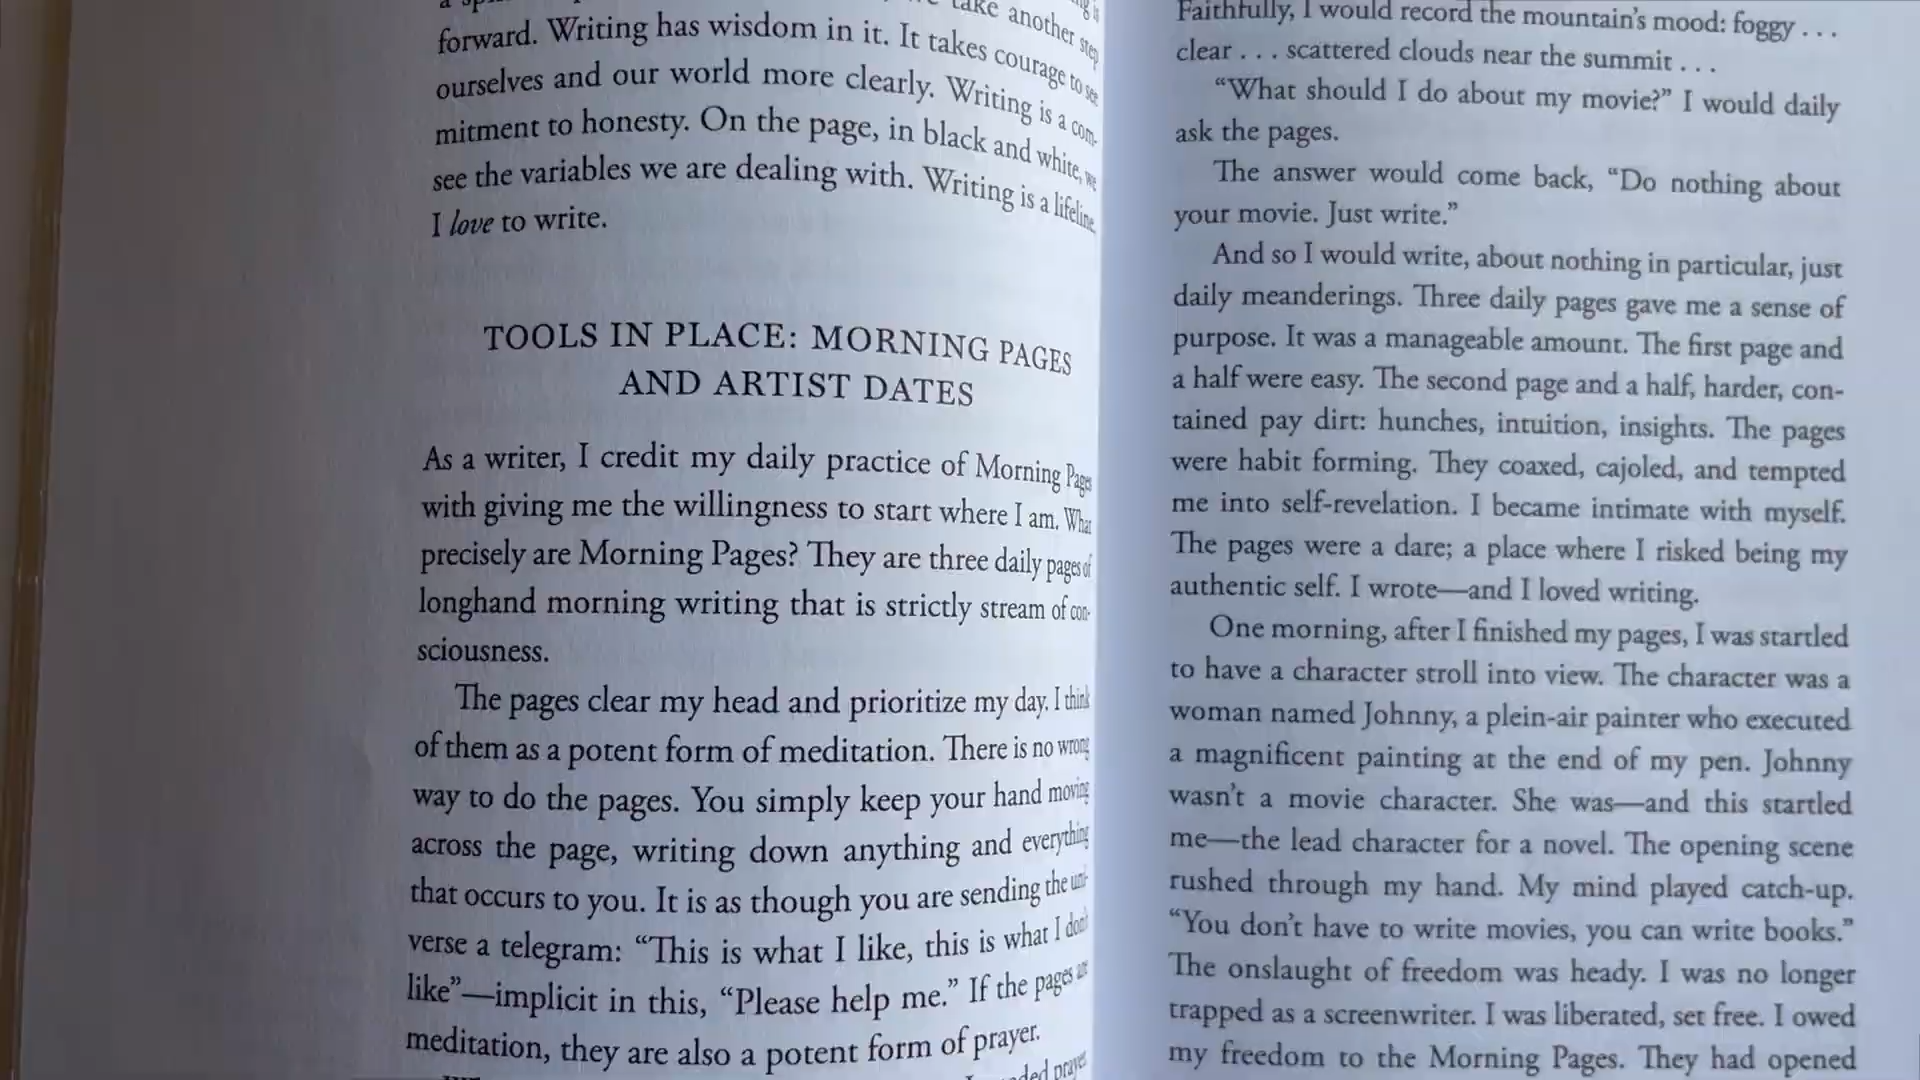 take another step
forward. Writing has wisdom in it. It takes courage to see
ourselves and our world more clearly. Writing is a com-
mitment to honesty. On the page, in black and white, we
see the variables we are dealing with. Writing is a lifeline.
I love to write.
TOOLS IN PLACE: MORNING PAGES
AND ARTIST DATES
As a writer, I credit my daily practice of Morning Pages
with giving me the willingness to start where I am. What
precisely are Morning Pages? They are three daily pages of
longhand morning writing that is strictly stream of con-
sciousness.
The pages clear my head and prioritize my day. I think
of them as a potent form of meditation. There is no wrong
way to do the pages. You simply keep your hand moving
across the page, writing down anything and everything
that occurs to you. It is as though you are sending the uni-
verse a telegram: “This is what I like, this is what I don’t
like”—implicit in this, “Please help me.” If the pages are
meditation, they are also a potent form of prayer.
Faithfully, I would record the mountain’s mood: foggy . . .
clear . . . scattered clouds near the summit . . .
“What should I do about my movie?” I would daily
ask the pages.
The answer would come back, “Do nothing about
your movie. Just write.”
And so I would write, about nothing in particular, just
daily meanderings. Three daily pages gave me a sense of
purpose. It was a manageable amount. The first page and
a half were easy. The second page and a half, harder, con-
tained pay dirt: hunches, intuition, insights. The pages
were habit forming. They coaxed, cajoled, and tempted
me into self-revelation. I became intimate with myself.
The pages were a dare; a place where I risked being my
authentic self. I wrote—and I loved writing.
One morning, after I finished my pages, I was startled
to have a character stroll into view. The character was a
woman named Johnny, a plein-air painter who executed
a magnificent painting at the end of my pen. Johnny
wasn’t a movie character. She was—and this startled
me—the lead character for a novel. The opening scene
rushed through my hand. My mind played catch-up.
“You don’t have to write movies, you can write books.”
The onslaught of freedom was heady. I was no longer
trapped as a screenwriter. I was liberated, set free. I owed
my freedom to the Morning Pages. They had opened